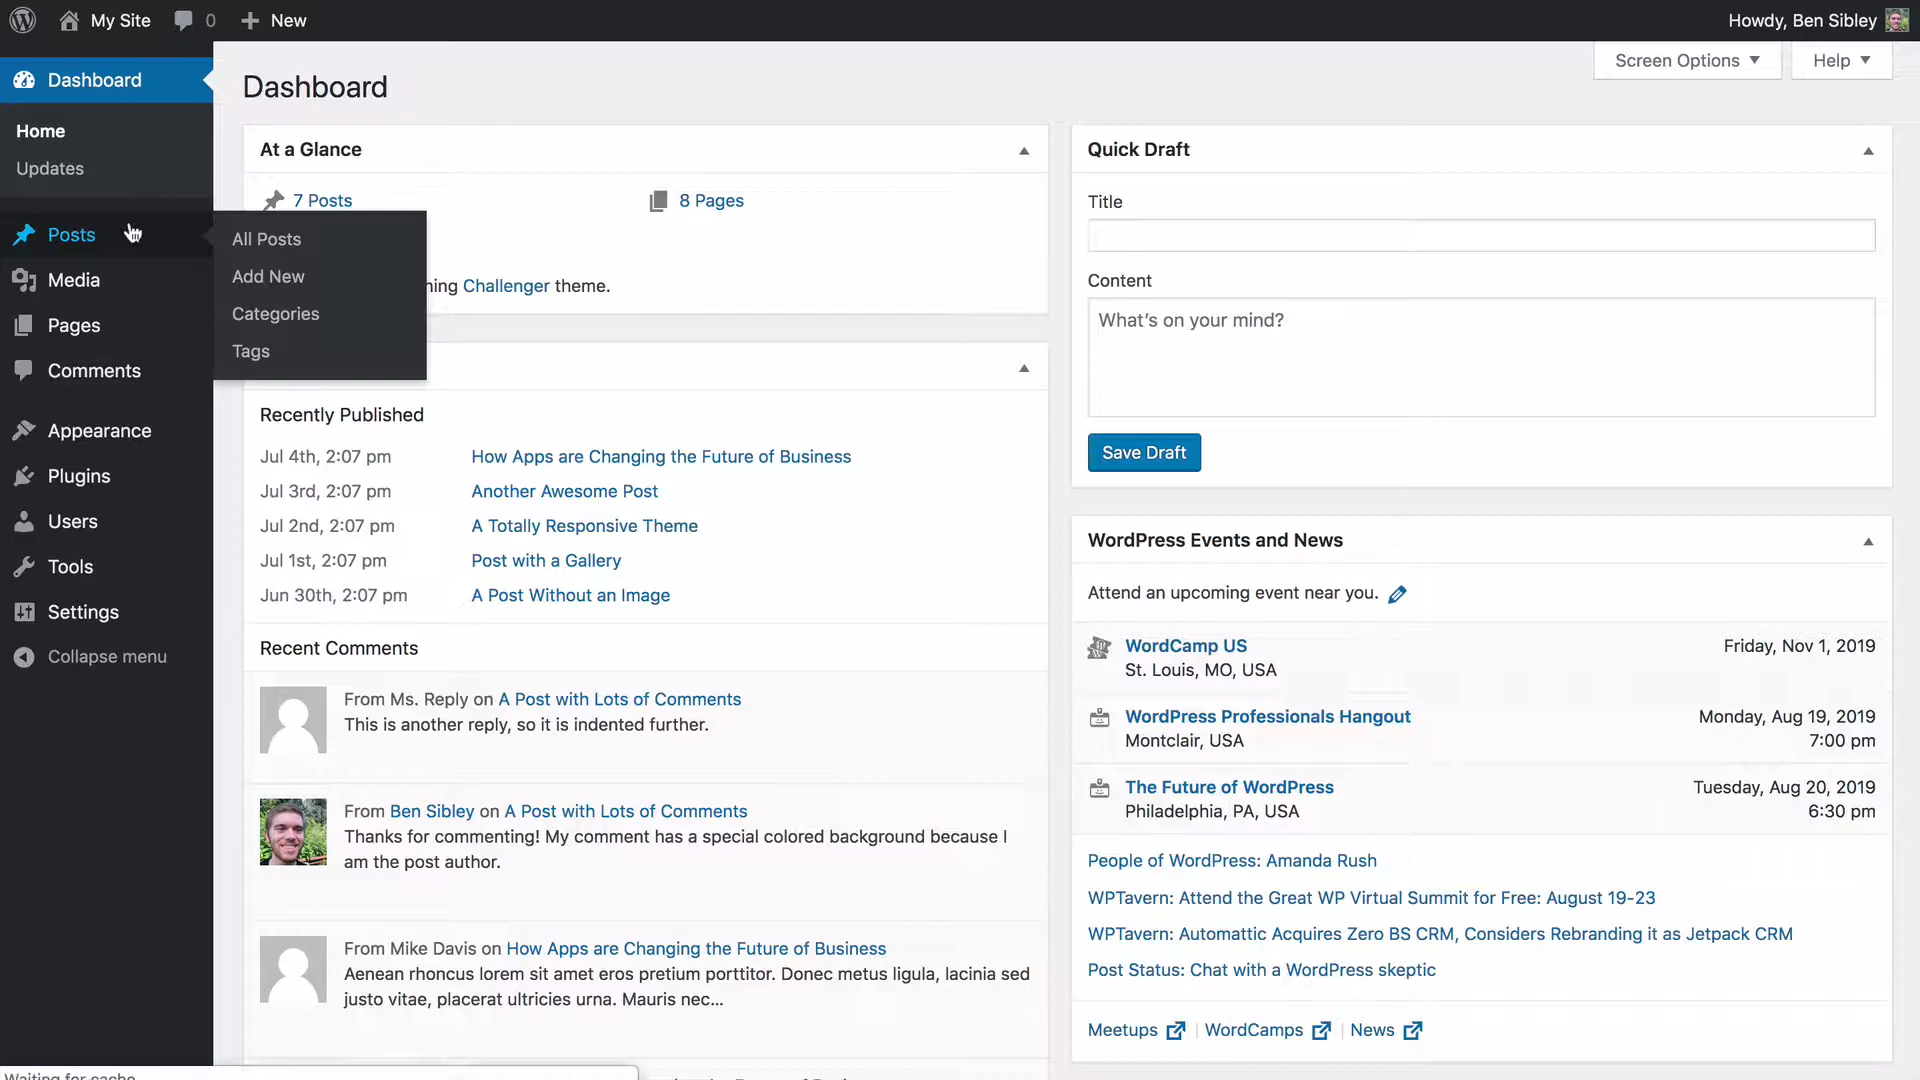 My Site
0
New
Howdy, Ben Sibley
Screen Options
Help
Dashboard
Home
Updates
Posts
Media
Pages
Comments
Appearance
Plugins
Users
Tools
Settings
Collapse menu
All Posts
Add New
Categories
Tags
Dashboard
At a Glance
7 Posts
8 Pages
ning Challenger theme.
Recently Published
Jul 4th, 2:07 pm How Apps are Changing the Future of Business
Jul 3rd, 2:07 pm Another Awesome Post
Jul 2nd, 2:07 pm A Totally Responsive Theme
Jul 1st, 2:07 pm Post with a Gallery
Jun 30th, 2:07 pm A Post Without an Image
Recent Comments
From Ms. Reply on A Post with Lots of Comments
This is another reply, so it is indented further.
From Ben Sibley on A Post with Lots of Comments
Thanks for commenting! My comment has a special colored background because I
am the post author.
From Mike Davis on How Apps are Changing the Future of Business
Aenean rhoncus lorem sit amet eros pretium porttitor. Donec metus ligula, lacinia sed
justo vitae, placerat ultricies urna. Mauris nec...
Quick Draft
Title
Content
What's on your mind?
Save Draft
WordPress Events and News
Attend an upcoming event near you.
WordCamp US Friday, Nov 1, 2019
St. Louis, MO, USA
WordPress Professionals Hangout Monday, Aug 19, 2019
Montclair, USA 7:00 pm
The Future of WordPress Tuesday, Aug 20, 2019
Philadelphia, PA, USA 6:30 pm
People of WordPress: Amanda Rush
WPTavern: Attend the Great WP Virtual Summit for Free: August 19-23
WPTavern: Automattic Acquires Zero BS CRM, Considers Rebranding it as Jetpack CRM
Post Status: Chat with a WordPress skeptic
Meetups | WordCamps | News
Waiting for cache